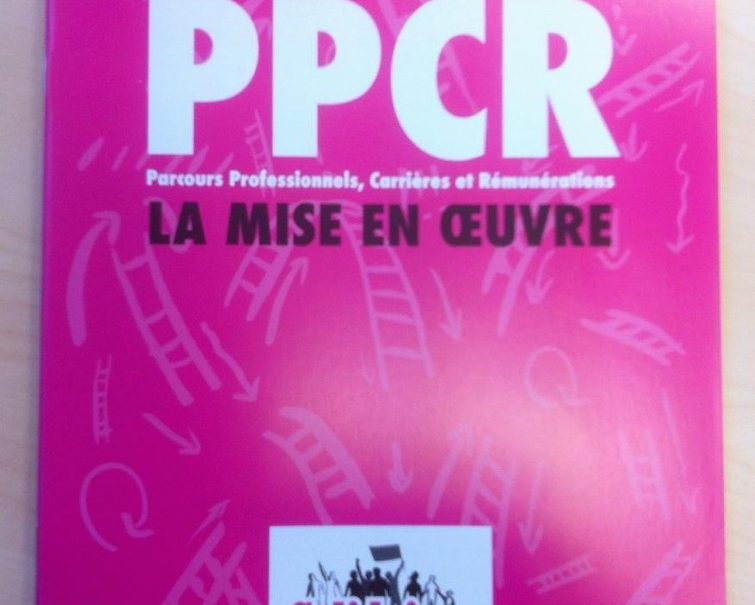 PPCR
Parcours Professionnels, Carrières et Rémunérations
LA MISE EN ŒUVRE